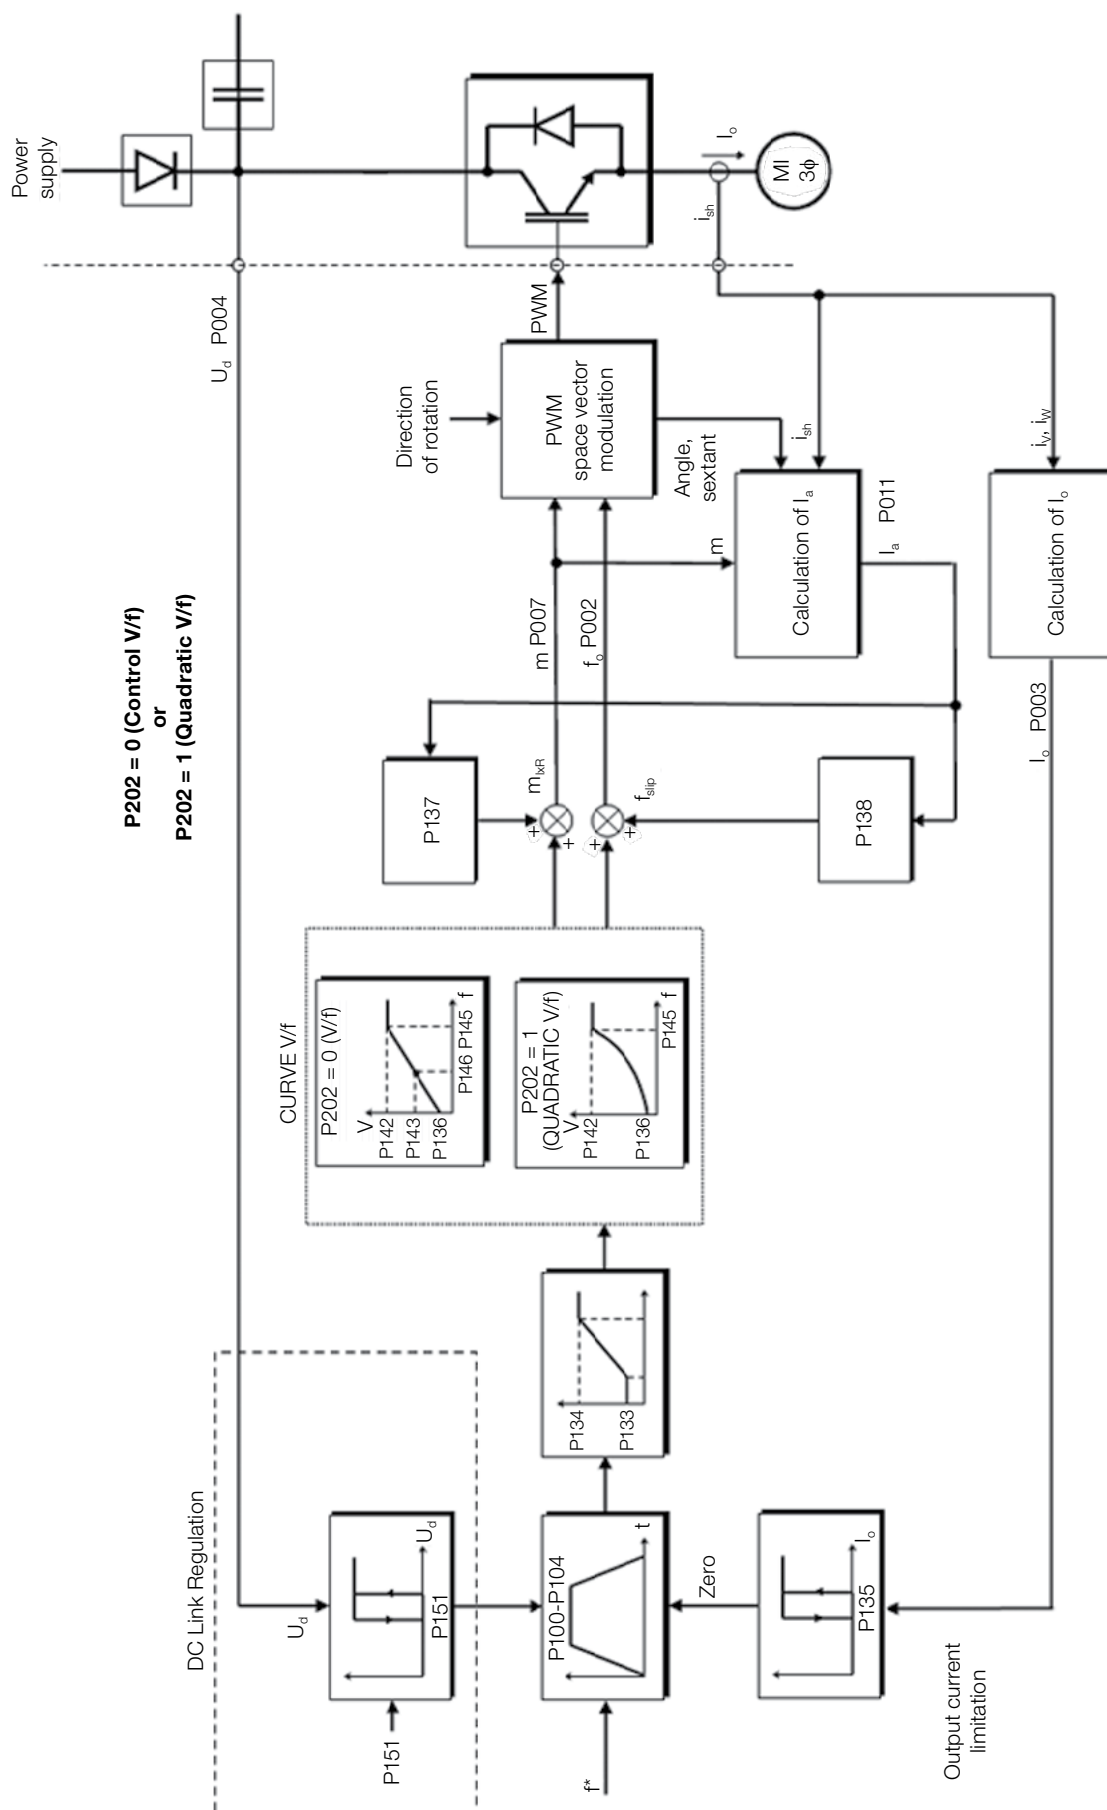 P202 = 0 (Control V/f)
or
P202 = 1 (Quadratic V/f)
DC Link Regulation
P151
U_d
U_d
P151
f*
P100-P104
t
Zero
I_o
P135
Output current
limitation
P134
P133
CURVE V/f
P202 = 0 (V/f)
V
P142
P143
P136
P146 P145 f
P202 = 1
(QUADRATIC V/f)
V
P142
P136
P145 f
P137
m_IxR
+
+
+
+
f_slip
P138
m P007
f_o P002
m
Direction
of rotation
PWM
space vector
modulation
PWM
Angle,
sextant
i_sh
Calculation of I_a
I_a P011
i_V, i_W
Calculation of I_o
I_o P003
U_d P004
Power
supply
i_sh
I_o
MI
3ϕ